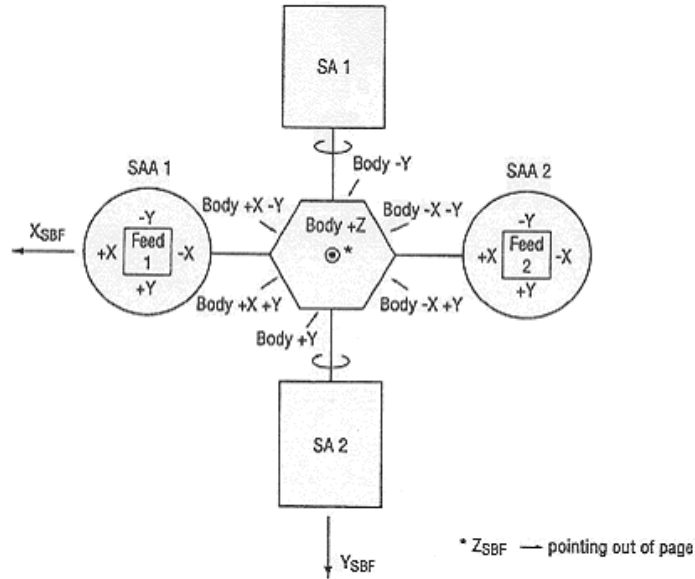 SA 1
Body -Y
SAA 1
SAA 2
Body +X -Y
Body -X -Y
-Y
Body +Z
-Y
X_SBF
+X
Feed
1
-X
*
+X
Feed
2
-X
+Y
+Y
Body +X +Y
Body -X +Y
Body +Y
SA 2
* Z_SBF → pointing out of page
Y_SBF